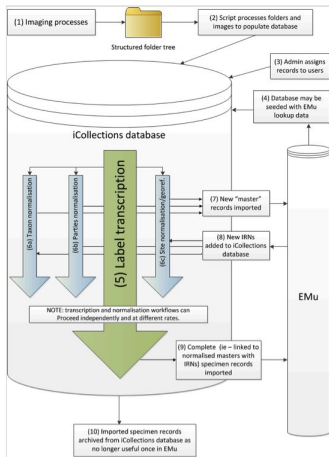 (1) Imaging processes
Structured folder tree
(2) Script processes folders and
images to populate database
(3) Admin assigns
records to users
(4) Database may be
seeded with EMu
lookup data
iCollections database
(5) Label transcription
(6a) Taxon normalisation
(6b) Parties normalisation
(6c) Site normalisation/georef.
(7) New "master"
records imported
(8) New IRNs
added to iCollections
database
EMu
NOTE: transcription and normalisation workflows can
Proceed independently and at different rates.
(9) Complete (ie – linked to
normalised masters with
IRNs) specimen records
imported
(10) Imported specimen records
archived from iCollections database as
no longer useful once in EMu